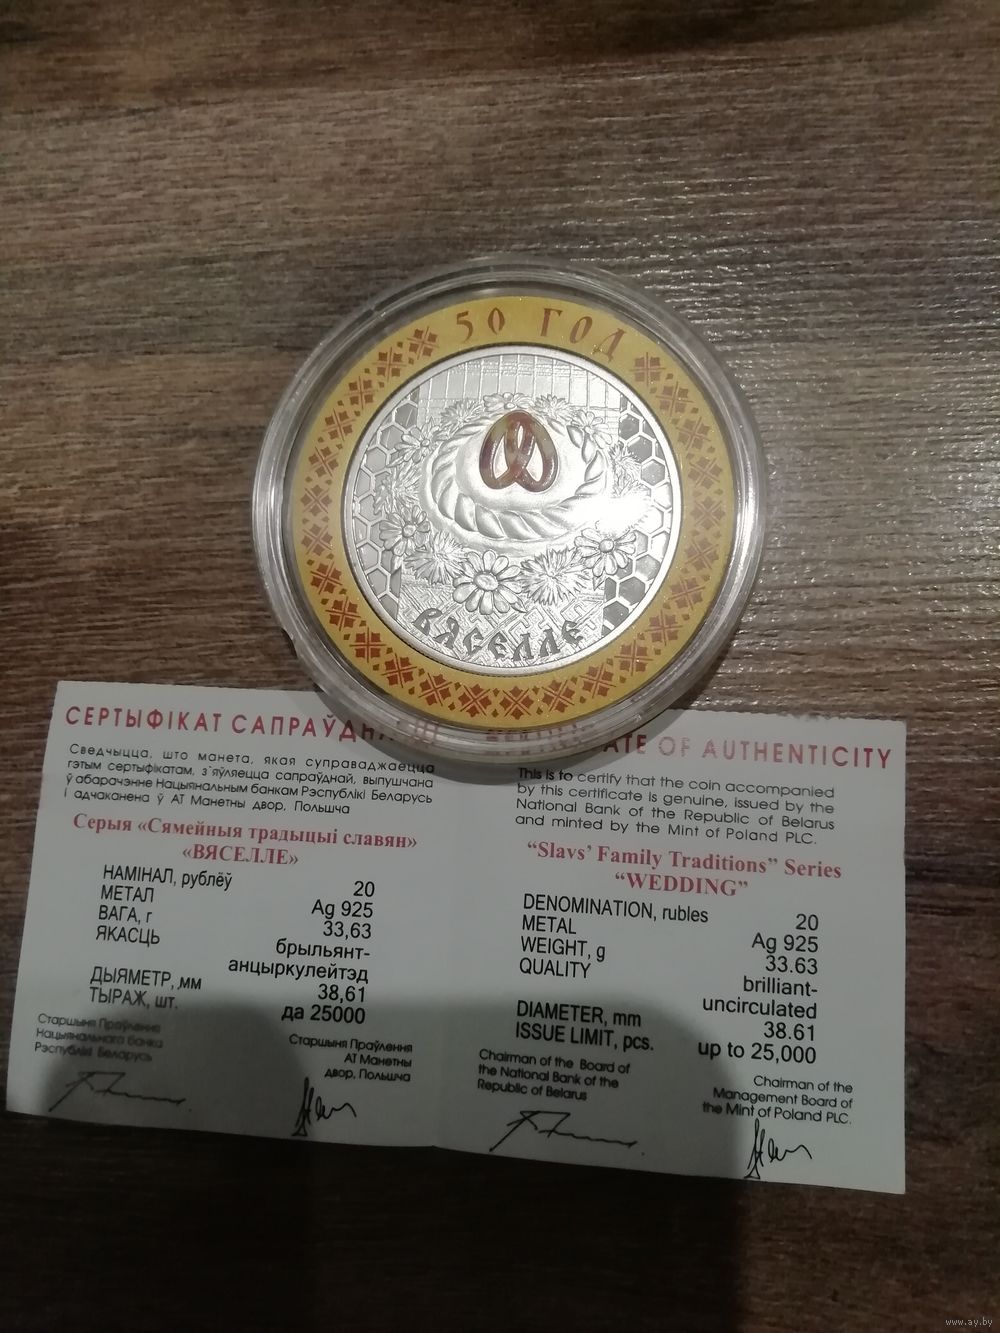 50 ГОД
ВЯСЕЛЛЕ
СЕРТЫФІКАТ
Сведчыцца, што манета, якая суправаджаецца
гэтым сертыфікатам, з'яўляецца сапраўднай, выпушчана
ў абарачэнне Нацыянальным банкам Рэспублікі Беларусь
і адчаканена ў АТ Манетны двор, Польшча
Серыя «Сямейныя традыцыі славян»
«ВЯСЕЛЛЕ»
НАМІНАЛ, рублёў 20
МЕТАЛ Ag 925
ВАГА, г 33,63
ЯКАСЦЬ брыльянт-
анцыркулейтэд
ДЫЯМЕТР, мм 38,61
ТЫРАЖ, шт. да 25000
Старшыня Праўлення
Нацыянальнага банка
Рэспублікі Беларусь
Старшыня Праўлення
АТ Манетны
двор, Польшча
OF AUTHENTICITY
This is to certify that the coin accompanied
by this certificate is genuine, issued by the
National Bank of the Republic of Belarus
and minted by the Mint of Poland PLC.
“Slavs’ Family Traditions” Series
“WEDDING”
DENOMINATION, rubles 20
METAL Ag 925
WEIGHT, g 33.63
QUALITY brilliant-
uncirculated
DIAMETER, mm 38.61
ISSUE LIMIT, pcs. up to 25,000
Chairman of the Board of
the National Bank of the
Republic of Belarus
Chairman of the
Management Board of
the Mint of Poland PLC.
www.ay.by